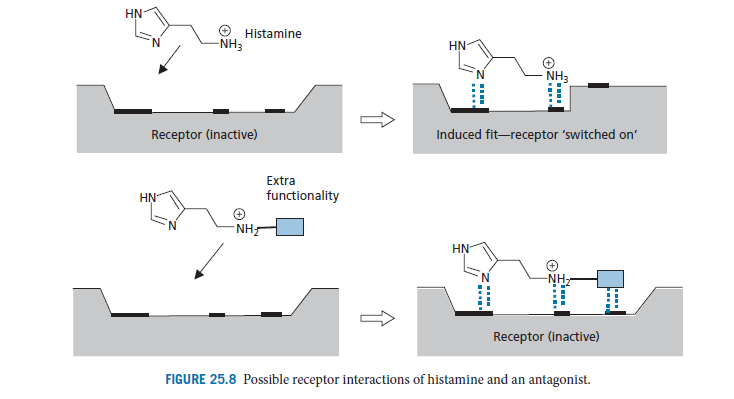 HN
N
⊕
NH3
Histamine
Receptor (inactive)
HN
N
⊕
NH3
Induced fit—receptor ‘switched on’
HN
N
⊕
NH2
Extra
functionality
HN
N
⊕
NH2
Receptor (inactive)
FIGURE 25.8 Possible receptor interactions of histamine and an antagonist.